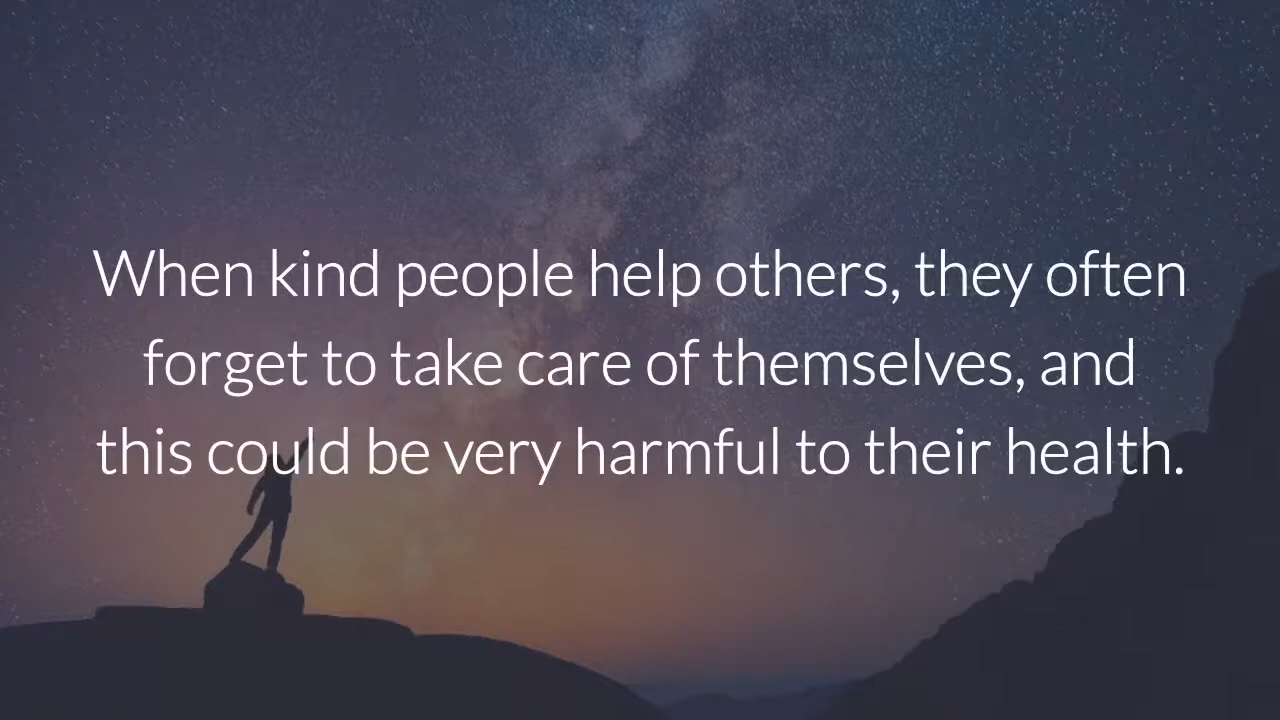 When kind people help others, they often
forget to take care of themselves, and
this could be very harmful to their health.